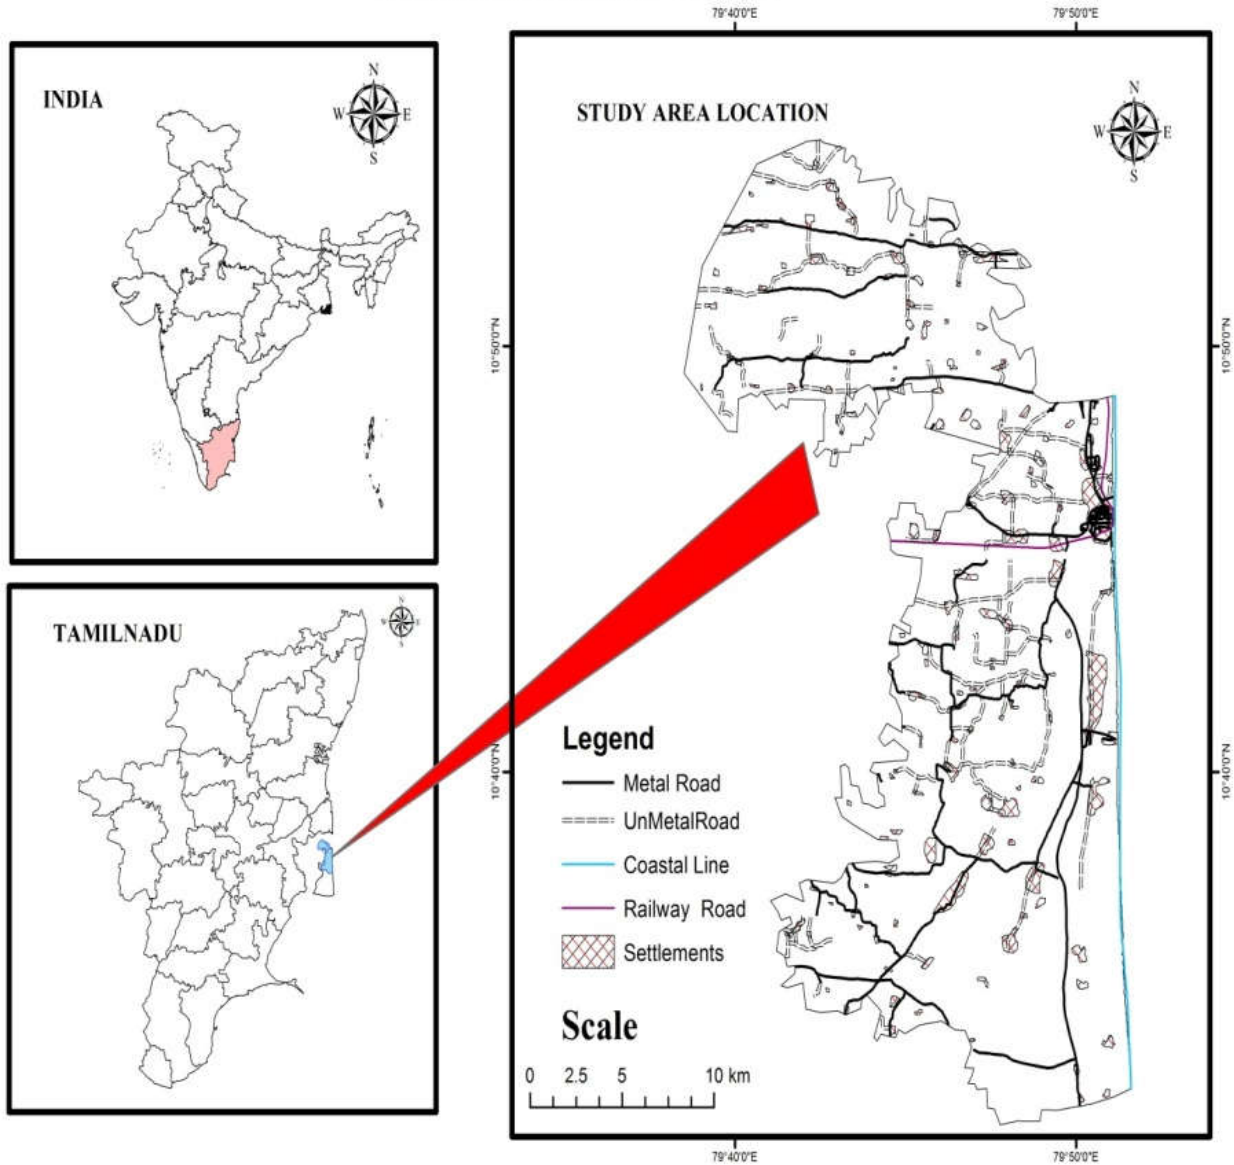 79°40'0"E
79°50'0"E
INDIA
N
W
E
S
STUDY AREA LOCATION
N
W
E
S
10°50'0"N
10°50'0"N
TAMILNADU
N
W
E
S
Legend
Metal Road
UnMetalRoad
Coastal Line
Railway Road
Settlements
10°40'0"N
10°40'0"N
Scale
0 2.5 5 10 km
79°40'0"E
79°50'0"E